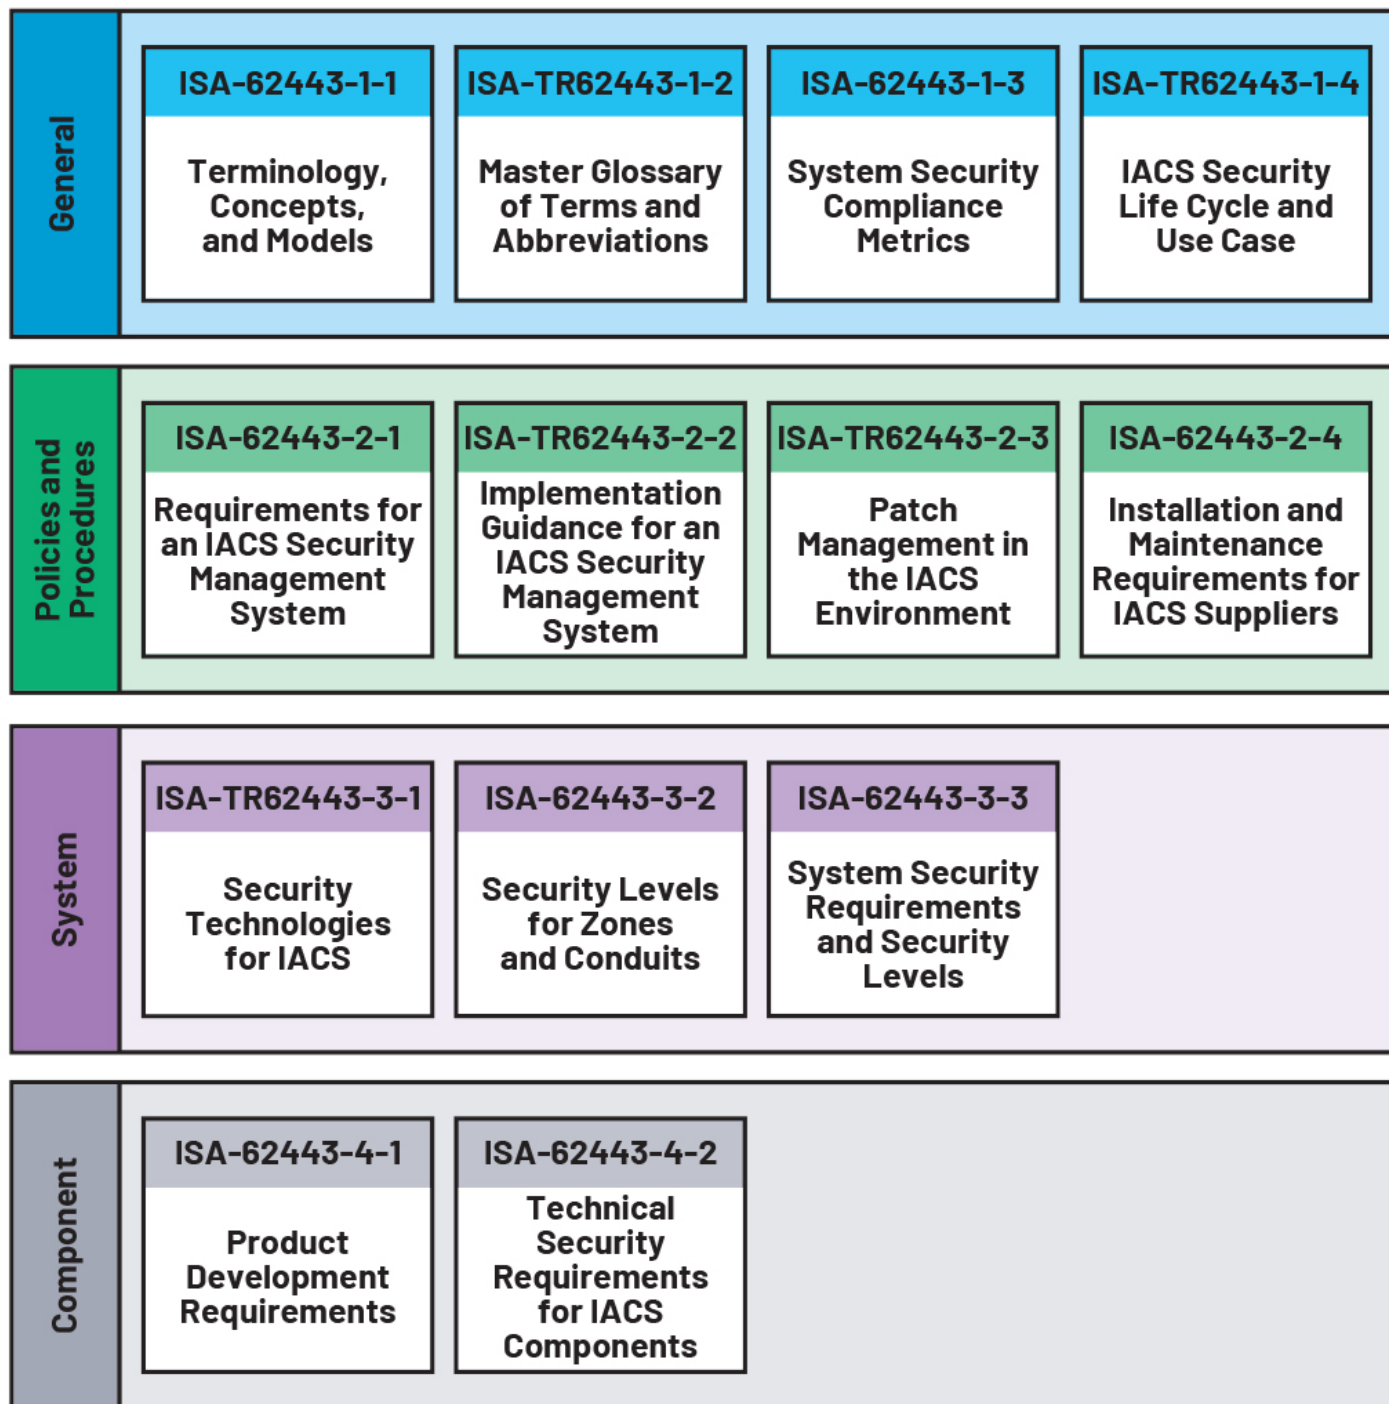 General
ISA-62443-1-1
Terminology,
Concepts,
and Models
ISA-TR62443-1-2
Master Glossary
of Terms and
Abbreviations
ISA-62443-1-3
System Security
Compliance
Metrics
ISA-TR62443-1-4
IACS Security
Life Cycle and
Use Case
Policies and
Procedures
ISA-62443-2-1
Requirements for
an IACS Security
Management
System
ISA-TR62443-2-2
Implementation
Guidance for an
IACS Security
Management
System
ISA-TR62443-2-3
Patch
Management in
the IACS
Environment
ISA-62443-2-4
Installation and
Maintenance
Requirements for
IACS Suppliers
System
ISA-TR62443-3-1
Security
Technologies
for IACS
ISA-62443-3-2
Security Levels
for Zones
and Conduits
ISA-62443-3-3
System Security
Requirements
and Security
Levels
Component
ISA-62443-4-1
Product
Development
Requirements
ISA-62443-4-2
Technical
Security
Requirements
for IACS
Components